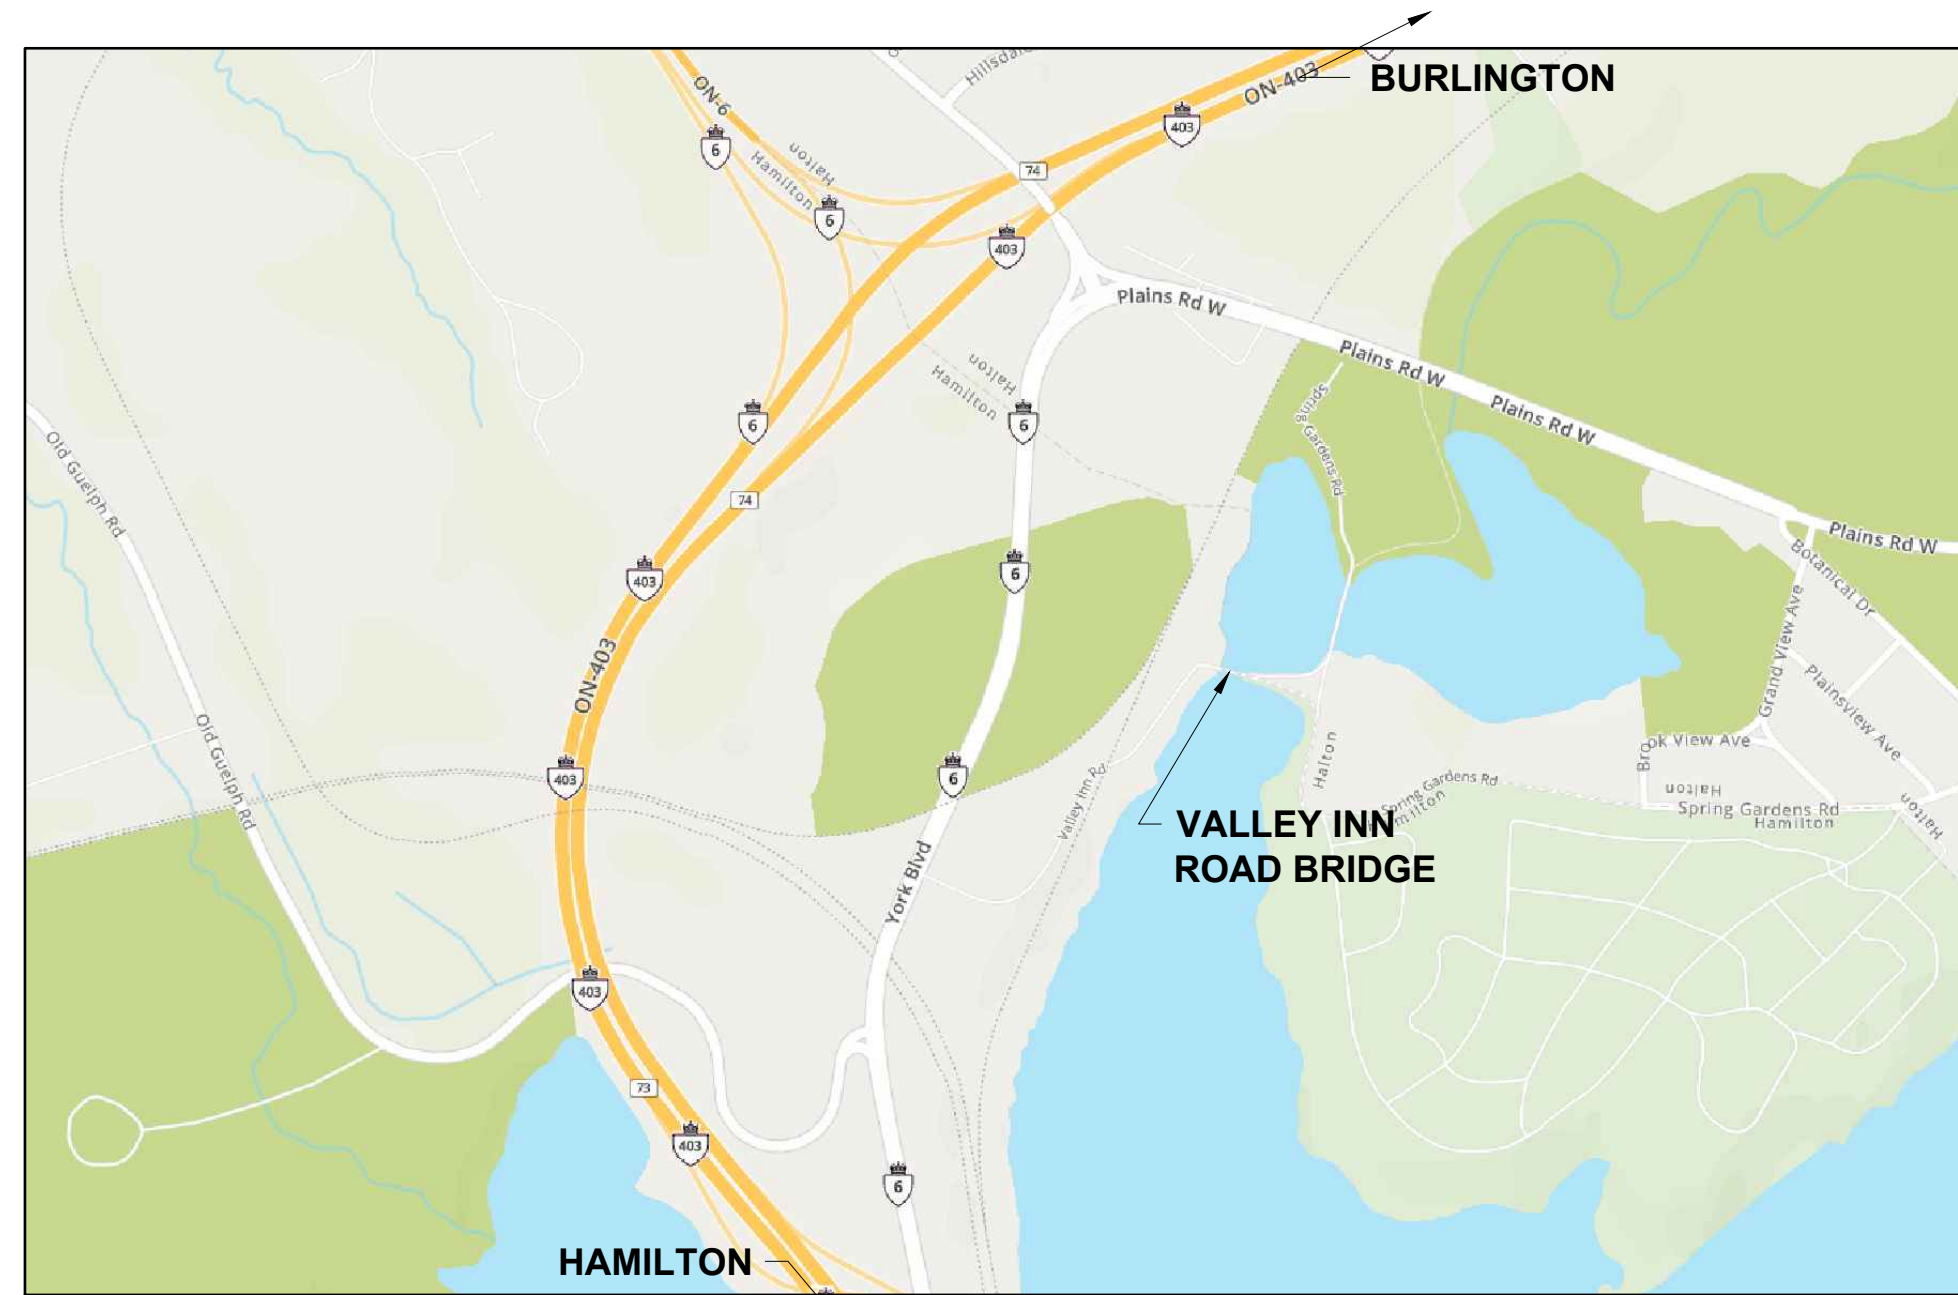 BURLINGTON
Hillsdale
ON-403
ON-6
403
6
Halton
Hamilton
74
6
403
Plains Rd W
Plains Rd W
Halton
Hamilton
Spring Gardens Rd
Plains Rd W
6
6
Old Guelph Rd
74
Plains Rd W
Botanical Dr
403
6
Grand View Ave
ON-403
Plainsview Ave
Old Guelph Rd
Halton
Brook View Ave
403
6
Valley Inn Rd
Spring Gardens Rd
Hamilton
Halton
Spring Gardens Rd
Hamilton
Halton
VALLEY INN
ROAD BRIDGE
York Blvd
403
73
403
6
HAMILTON